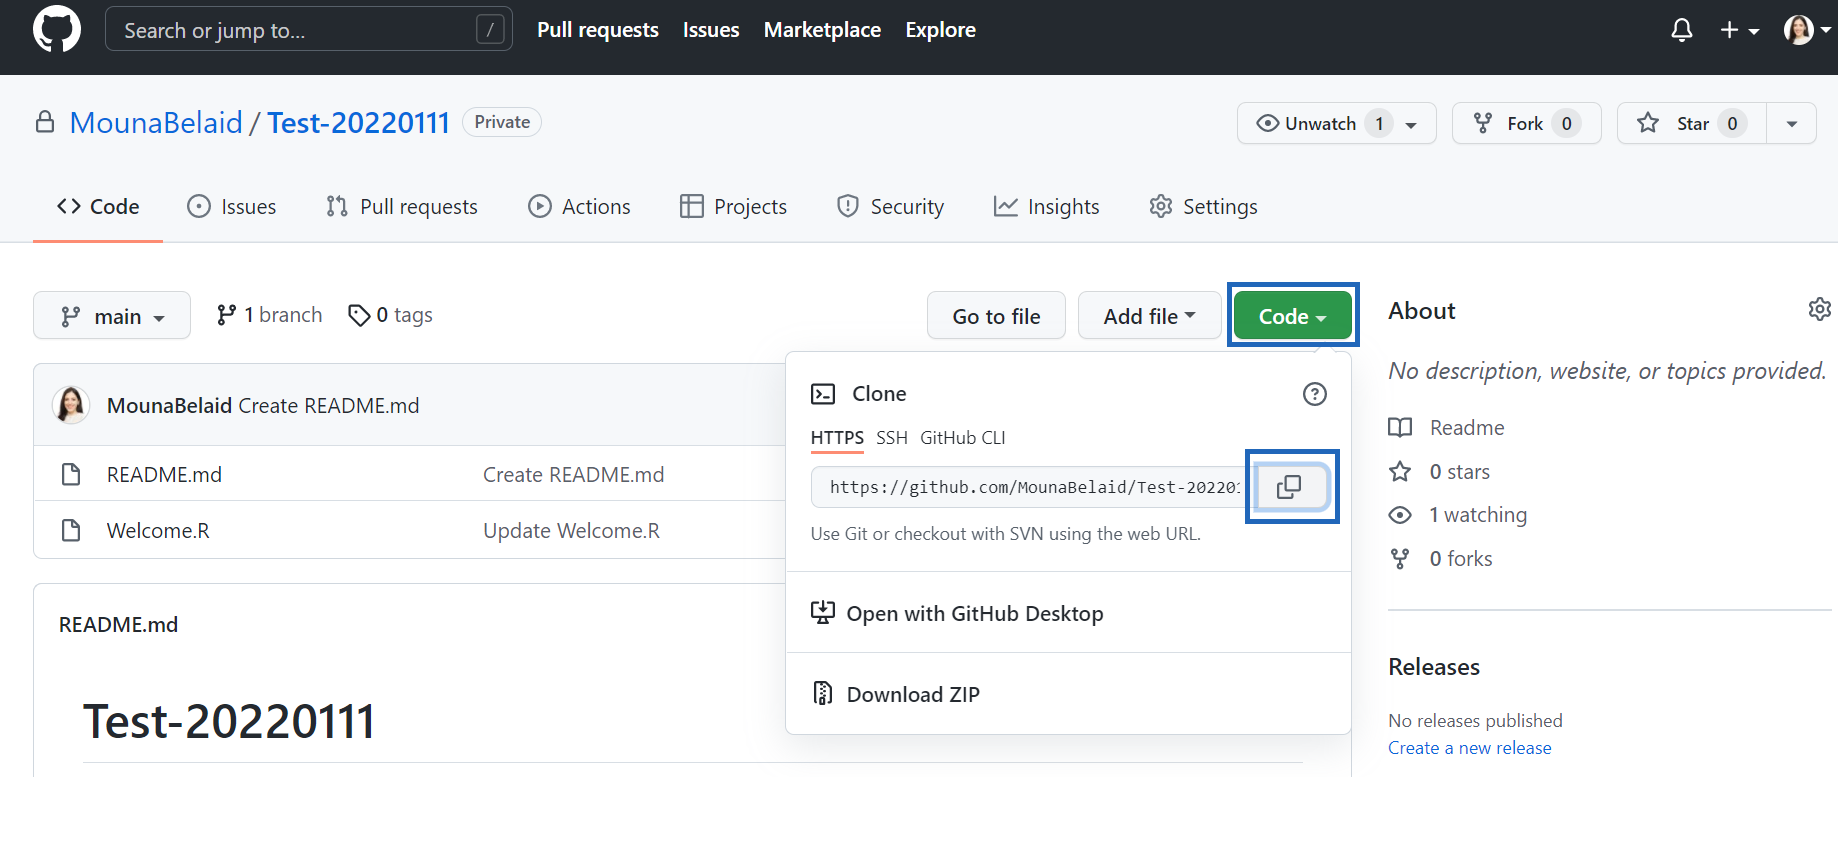 Search or jump to... / Pull requests Issues Marketplace Explore
MounaBelaid / Test-20220111 Private Unwatch 1 Fork 0 Star 0
Code Issues Pull requests Actions Projects Security Insights Settings
main 1 branch 0 tags Go to file Add file Code
About
No description, website, or topics provided.
Readme
0 stars
1 watching
0 forks
Releases
No releases published
Create a new release
MounaBelaid Create README.md
README.md Create README.md
Welcome.R Update Welcome.R
Clone
HTTPS SSH GitHub CLI
https://github.com/MounaBelaid/Test-20220
Use Git or checkout with SVN using the web URL.
Open with GitHub Desktop
Download ZIP
README.md
Test-20220111